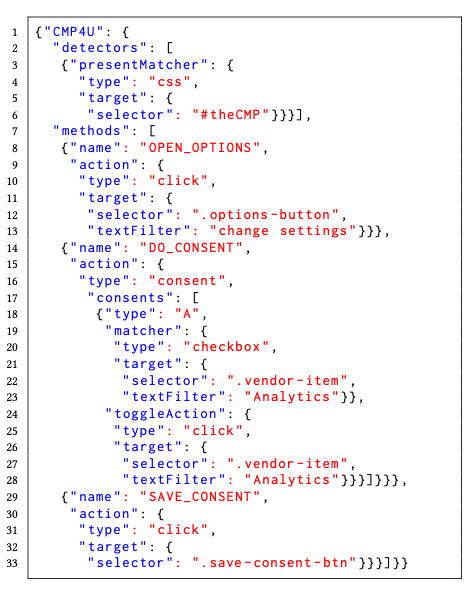 1 {"CMP4U": {
2 "detectors": [
3 {"presentMatcher": {
4 "type": "css",
5 "target": {
6 "selector": "#theCMP"}}}],
7 "methods": [
8 {"name": "OPEN_OPTIONS",
9 "action": {
10 "type": "click",
11 "target": {
12 "selector": ".options-button",
13 "textFilter": "change settings"}}},
14 {"name": "DO_CONSENT",
15 "action": {
16 "type": "consent",
17 "consents": [
18 {"type": "A",
19 "matcher": {
20 "type": "checkbox",
21 "target": {
22 "selector": ".vendor-item",
23 "textFilter": "Analytics"}},
24 "toggleAction": {
25 "type": "click",
26 "target": {
27 "selector": ".vendor-item",
28 "textFilter": "Analytics"}}}]}}},
29 {"name": "SAVE_CONSENT",
30 "action": {
31 "type": "click",
32 "target": {
33 "selector": ".save-consent-btn"}}}]}}